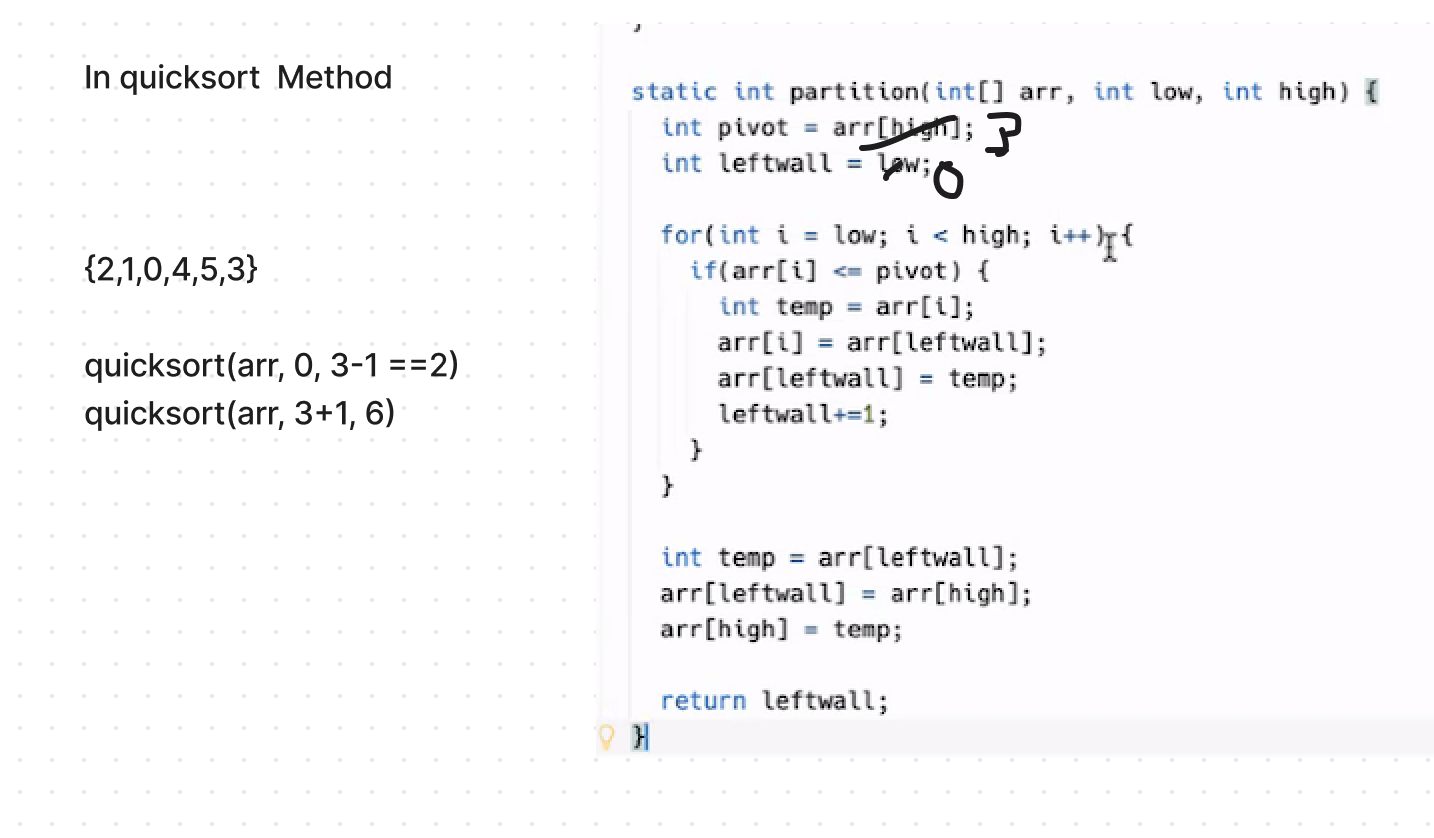 In quicksort  Method
{2,1,0,4,5,3}
quicksort(arr, 0, 3-1 ==2)
quicksort(arr, 3+1, 6)
}
static int partition(int[] arr, int low, int high) {
int pivot = arr[high]; 3
int leftwall = low; 0
for(int i = low; i < high; i++) {
if(arr[i] <= pivot) {
int temp = arr[i];
arr[i] = arr[leftwall];
arr[leftwall] = temp;
leftwall+=1;
}
}
int temp = arr[leftwall];
arr[leftwall] = arr[high];
arr[high] = temp;
return leftwall;
}